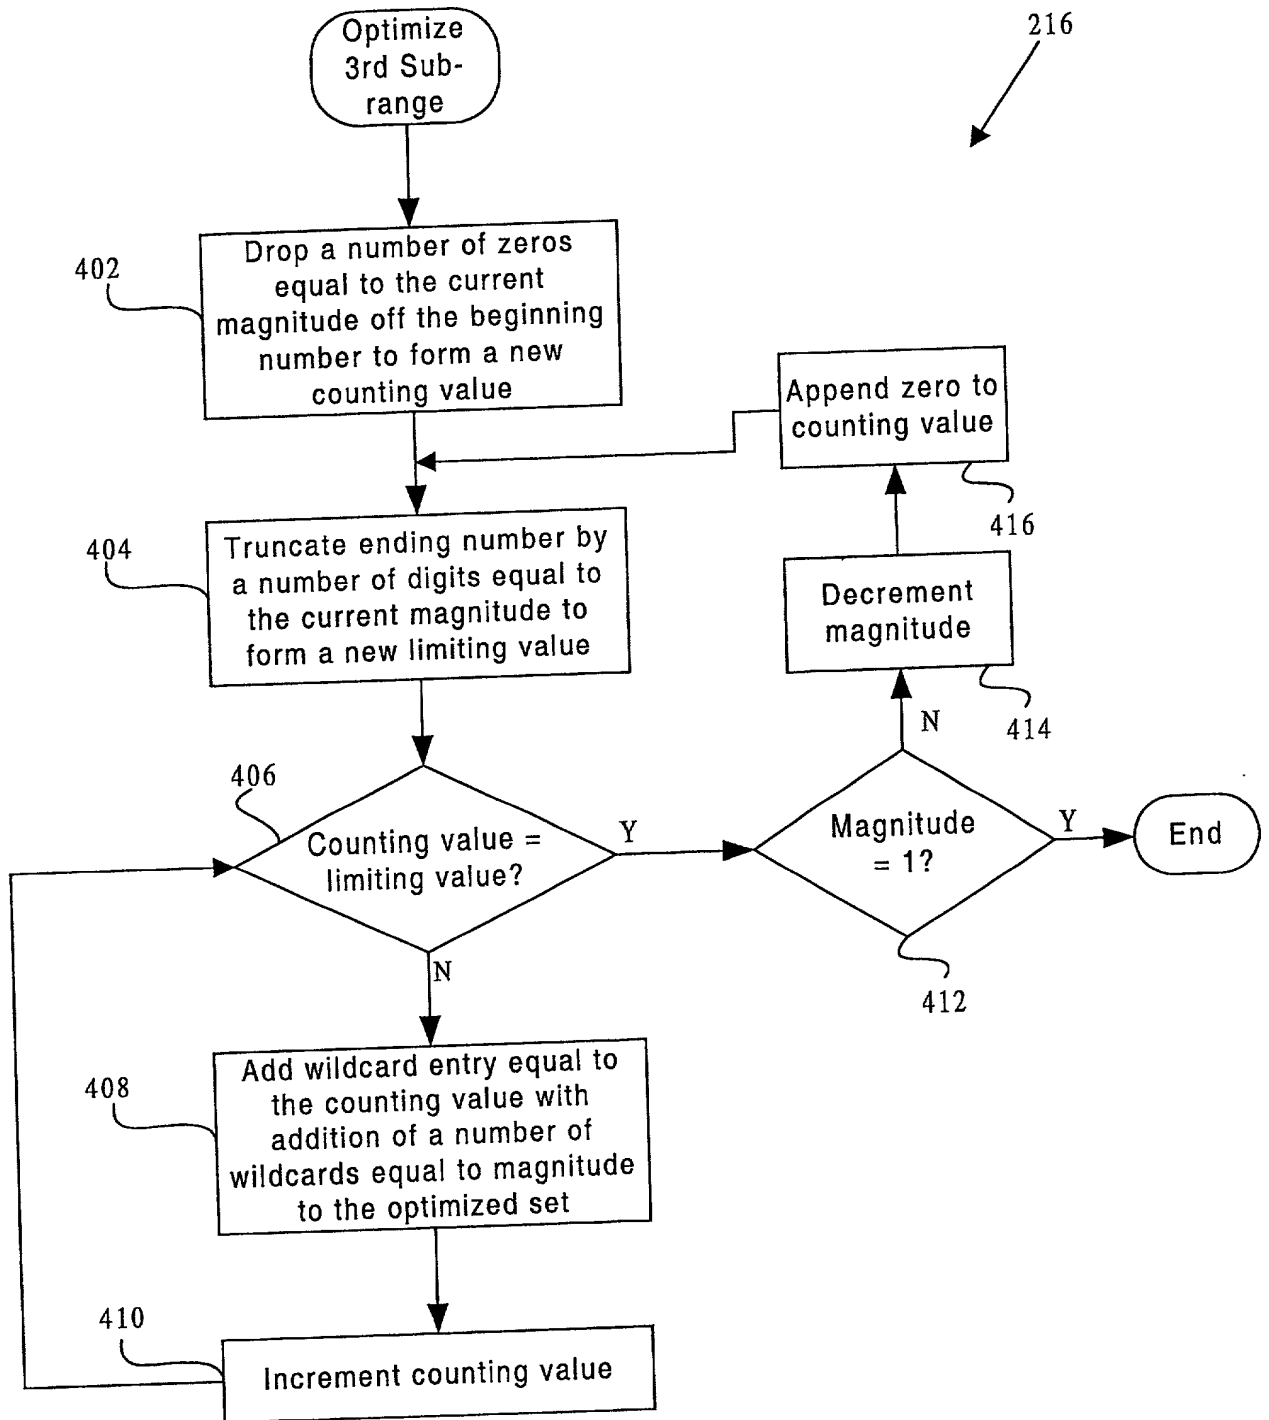 216
Optimize
3rd Sub-
range
402
Drop a number of zeros
equal to the current
magnitude off the beginning
number to form a new
counting value
Append zero to
counting value
416
404
Truncate ending number by
a number of digits equal to
the current magnitude to
form a new limiting value
Decrement
magnitude
414
N
406
Counting value =
limiting value?
Y
Magnitude
= 1?
Y
End
412
N
408
Add wildcard entry equal to
the counting value with
addition of a number of
wildcards equal to magnitude
to the optimized set
410
Increment counting value